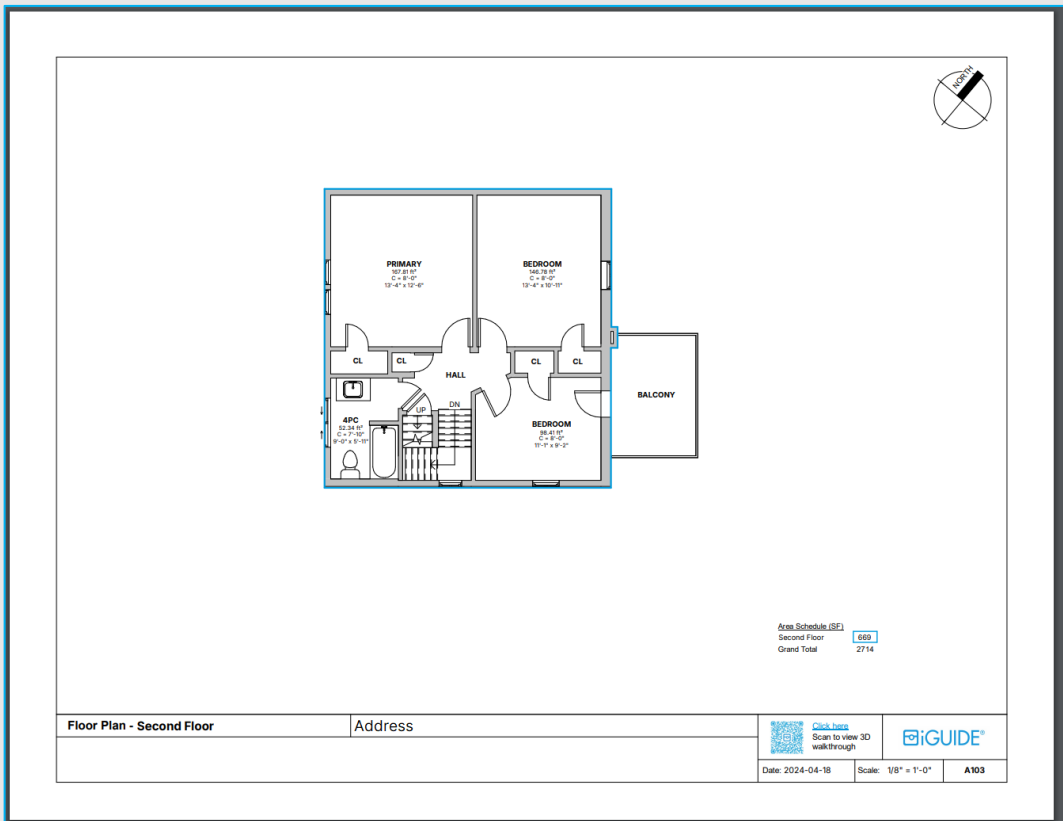 NORTH
PRIMARY
167.81 ft²
C = 8'-0"
13'-4" x 12'-6"
BEDROOM
146.78 ft²
C = 8'-0"
13'-4" x 10'-11"
CL
CL
CL
CL
HALL
BALCONY
UP
DN
4PC
52.34 ft²
C = 7'-10"
9'-0" x 5'-11"
BEDROOM
98.41 ft²
C = 8'-0"
11'-1" x 9'-2"
Area Schedule (SF)
Second Floor 669
Grand Total 2714
Floor Plan - Second Floor
Address
Click here
Scan to view 3D
walkthrough
iGUIDE®
Date: 2024-04-18
Scale: 1/8" = 1'-0"
A103